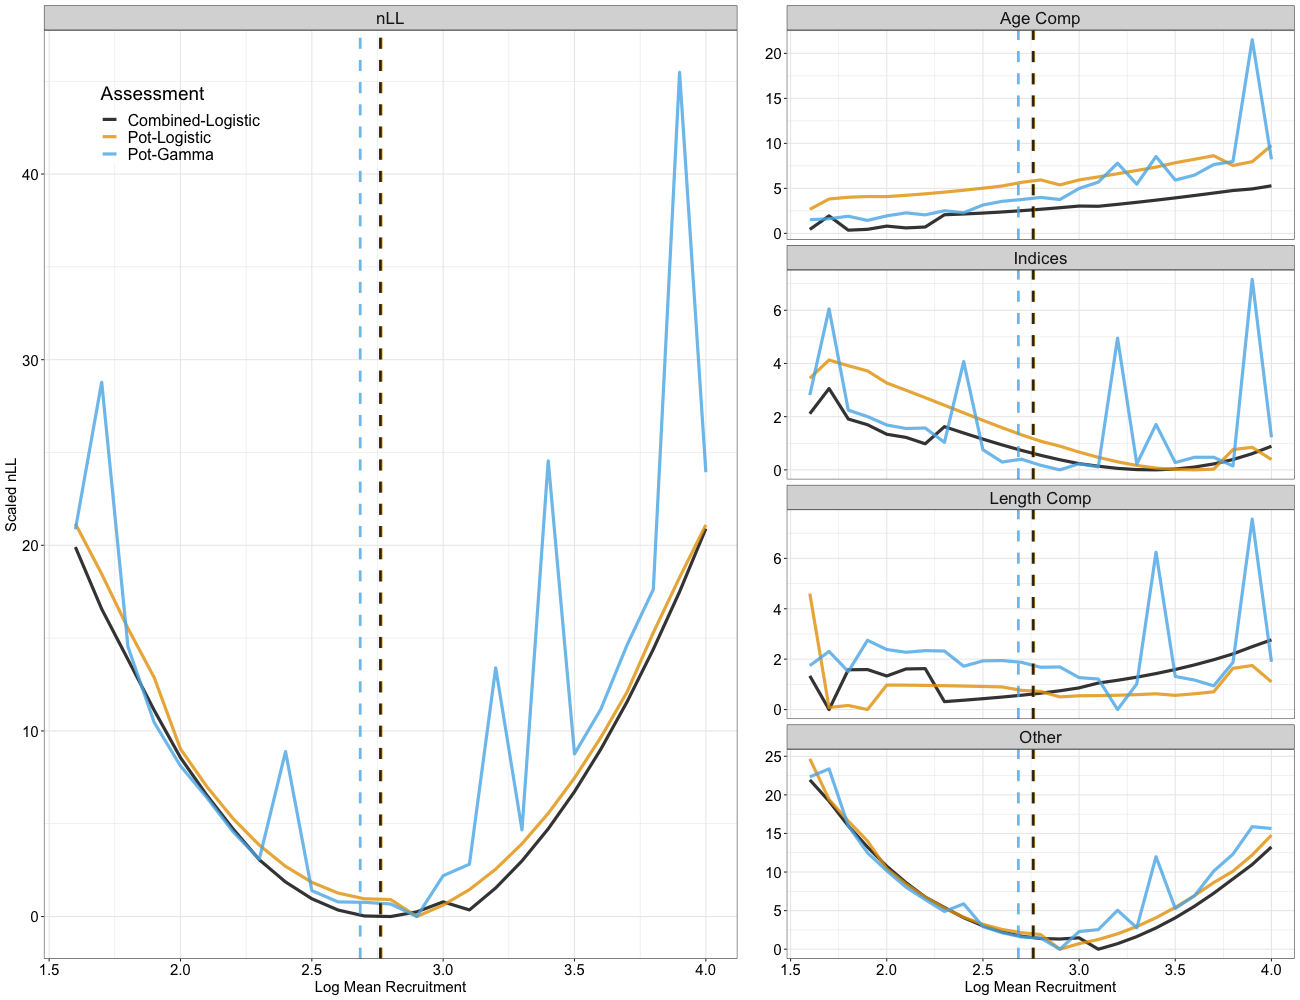 nLL
Assessment
Combined-Logistic
Pot-Logistic
Pot-Gamma
40
30
20
10
0
Scaled nLL
1.5 2.0 2.5 3.0 3.5 4.0
Log Mean Recruitment
Age Comp
20
15
10
5
0
Indices
6
4
2
0
Length Comp
6
4
2
0
Other
25
20
15
10
5
0
1.5 2.0 2.5 3.0 3.5 4.0
Log Mean Recruitment